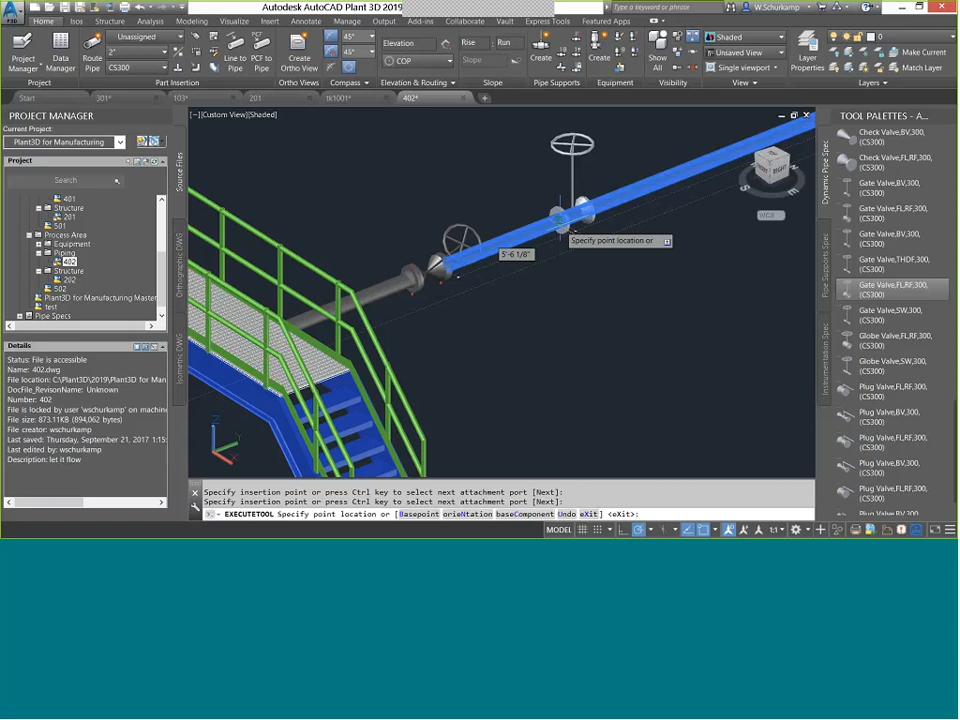 Autodesk AutoCAD Plant 3D 2019
Type a keyword or phrase
W.Schurkamp
Home Isos Structure Analysis Modeling Visualize Insert Annotate Manage Output Add-ins Collaborate Vault Express Tools Featured Apps
Project Manager
Data Manager
Route Pipe
Unassigned
2"
CS300
Line to Pipe
PCF to Pipe
Create Ortho View
45°
45°
Elevation
COP
Rise Run
Slope
Create
Create
Show All
Shaded
Unsaved View
Single viewport
Layer Properties
0
Make Current
Match Layer
Project Part Insertion Ortho Views Compass Elevation & Routing Slope Pipe Supports Equipment Visibility View Layers
Start 301* 103* 201 tk1001* 402*
PROJECT MANAGER
Current Project:
Plant3D for Manufacturing
Project
Search
401
Structure
201
501
Process Area
Equipment
Piping
402
Structure
202
502
Plant3D for Manufacturing Master
test
Pipe Specs
Details
Status: File is accessible
Name: 402.dwg
File location: C:\Plant3D\2019\Plant3D for Man
DocFile_RevisonName: Unknown
Number: 402
File is locked by user 'wschurkamp' on machin
File size: 873.11KB (894,062 bytes)
File creator: wschurkamp
Last saved: Thursday, September 21, 2017 1:15:
Last edited by: wschurkamp
Description: let it flow
Source Files
Orthographic DWG
Isometric DWG
[−][Custom View][Shaded]
Specify point location or
5'-6 1/8"
RIGHT
S
E
WCS
Z
Y
X
Specify insertion point or press Ctrl key to select next attachment port [Next]:
Specify insertion point or press Ctrl key to select next attachment port [Next]:
EXECUTETOOL Specify point location or [Basepoint orieNtation baseComponent Undo eXit] <eXit>:
MODEL
1:1
TOOL PALETTES - A...
Dynamic Pipe Spec
Pipe Supports Spec
Instrumentation Spec
Check Valve,BV,300,
(CS300)
Check Valve,FL,RF,300,
(CS300)
Gate Valve,BV,300,
(CS300)
Gate Valve,FL,RF,300,
(CS300)
Gate Valve,BV,300,
(CS300)
Gate Valve,THDF,300,
(CS300)
Gate Valve,FL,RF,300,
(CS300)
Gate Valve,SW,300,
(CS300)
Globe Valve,FL,RF,300,
(CS300)
Globe Valve,SW,300,
(CS300)
Plug Valve,FL,RF,300,
(CS300)
Plug Valve,BV,300,
(CS300)
Plug Valve,FL,RF,300,
(CS300)
Plug Valve,BV,300,
(CS300)
Plug Valve,FL,RF,300,
(CS300)
Plug Valve,BV,300